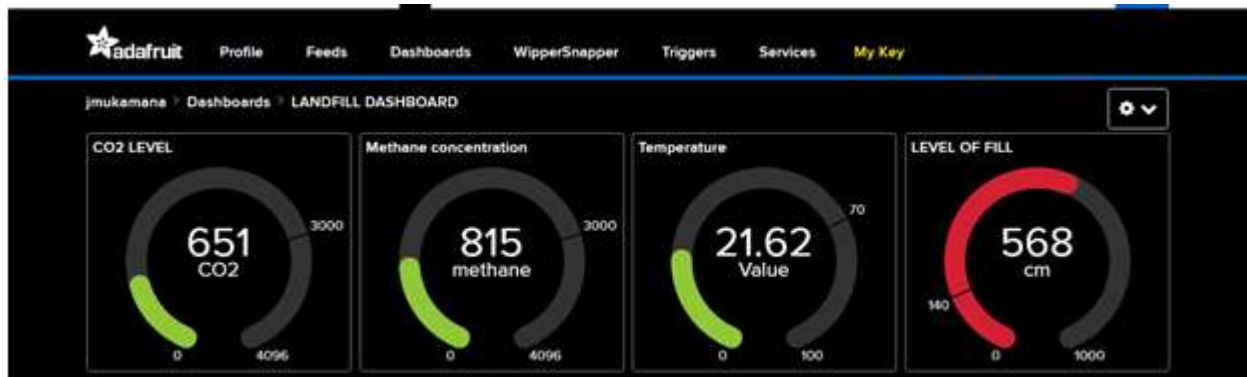 adafruit Profile Feeds Dashboards WipperSnapper Triggers Services My Key
jmukamana Dashboards LANDFILL DASHBOARD
CO2 LEVEL
651
CO2
3000
0
4096
Methane concentration
815
methane
3000
0
4096
Temperature
21.62
Value
70
0
100
LEVEL OF FILL
568
cm
140
0
1000